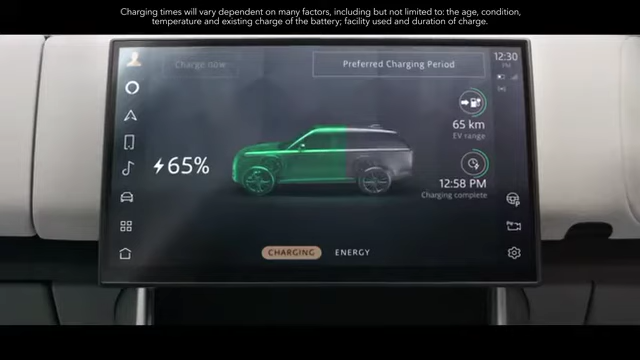 Charging times will vary dependent on many factors, including but not limited to: the age, condition,
temperature and existing charge of the battery; facility used and duration of charge.
Charge now
Preferred Charging Period
12:30
PM
65 km
EV range
65%
12:58 PM
Charging complete
CHARGING
ENERGY